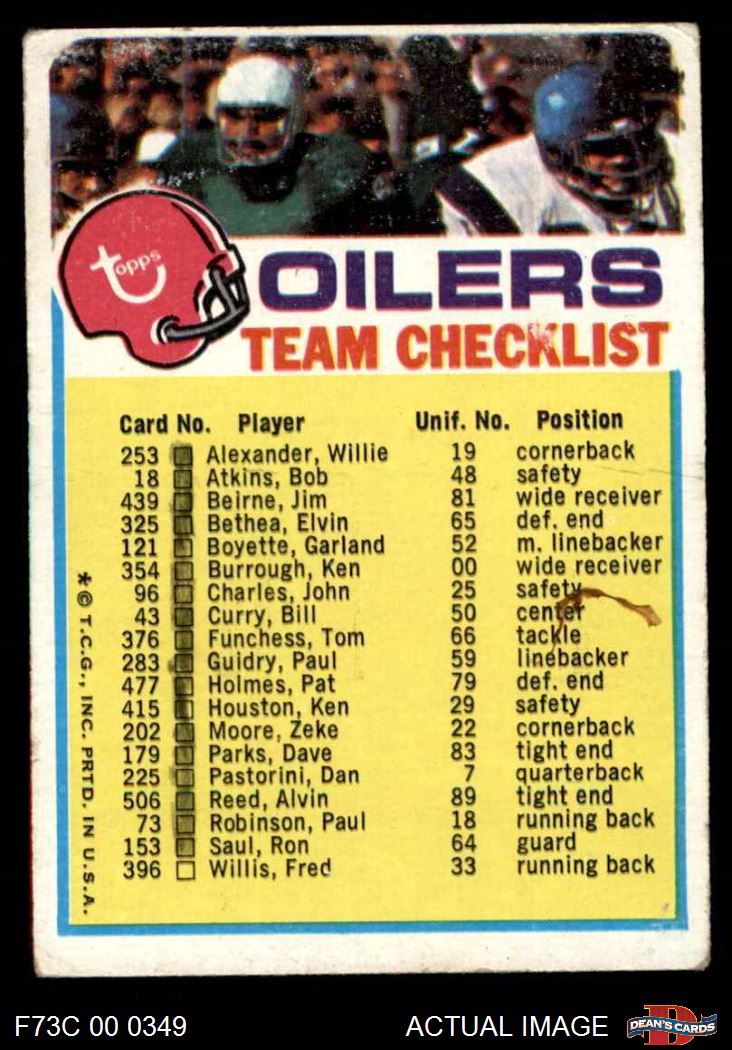 topps
OILERS
TEAM CHECKLIST
Card No. Player Unif. No. Position
253 Alexander, Willie 19 cornerback
18 Atkins, Bob 48 safety
439 Beirne, Jim 81 wide receiver
325 Bethea, Elvin 65 def. end
121 Boyette, Garland 52 m. linebacker
354 Burrough, Ken 00 wide receiver
96 Charles, John 25 safety
43 Curry, Bill 50 center
376 Funchess, Tom 66 tackle
283 Guidry, Paul 59 linebacker
477 Holmes, Pat 79 def. end
415 Houston, Ken 29 safety
202 Moore, Zeke 22 cornerback
179 Parks, Dave 83 tight end
225 Pastorini, Dan 7 quarterback
506 Reed, Alvin 89 tight end
73 Robinson, Paul 18 running back
153 Saul, Ron 64 guard
396 Willis, Fred 33 running back
* © T.C.G., INC. PRTD. IN U.S.A.
F73C 00 0349 ACTUAL IMAGE
D
DEAN'S CARDS